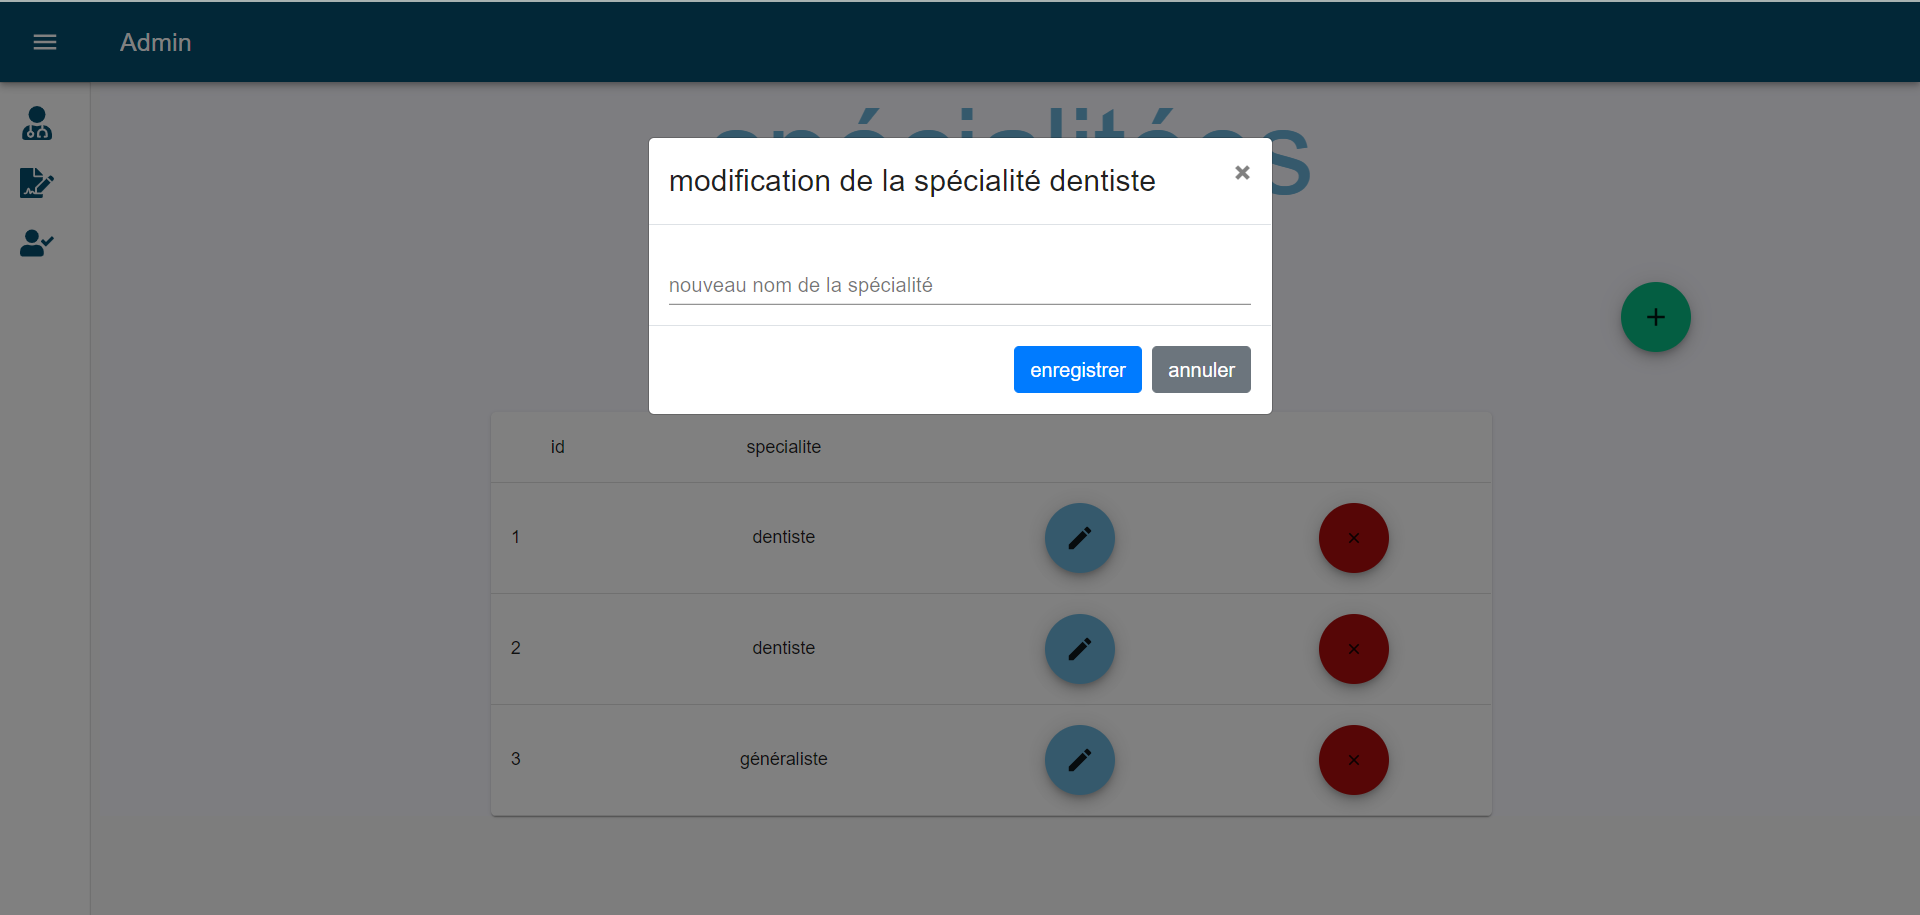 Admin
spécialitées
modification de la spécialité dentiste
×
nouveau nom de la spécialité
enregistrer annuler
id specialite
1 dentiste
2 dentiste
3 généraliste